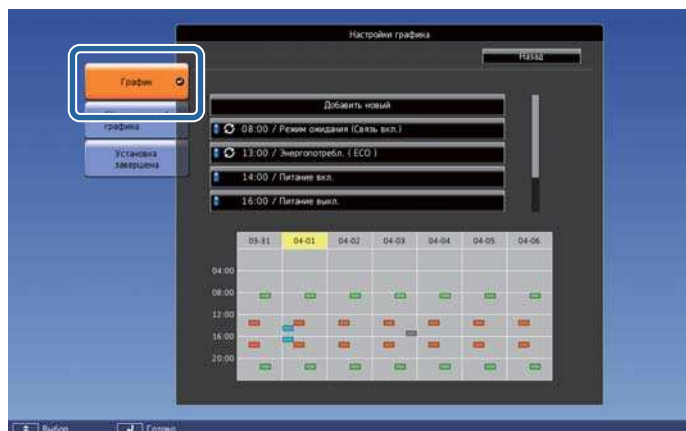 Настройки графика
Назад
График
графика
Установка
завершена
Добавить новый
08:00 / Режим ожидания (Связь вкл.)
13:00 / Энергопотребл. ( ECO )
14:00 / Питание вкл.
16:00 / Питание выкл.
03-31 04-01 04-02 04-03 04-04 04-05 04-06
04:00
08:00
12:00
16:00
20:00
Выбор
Готово